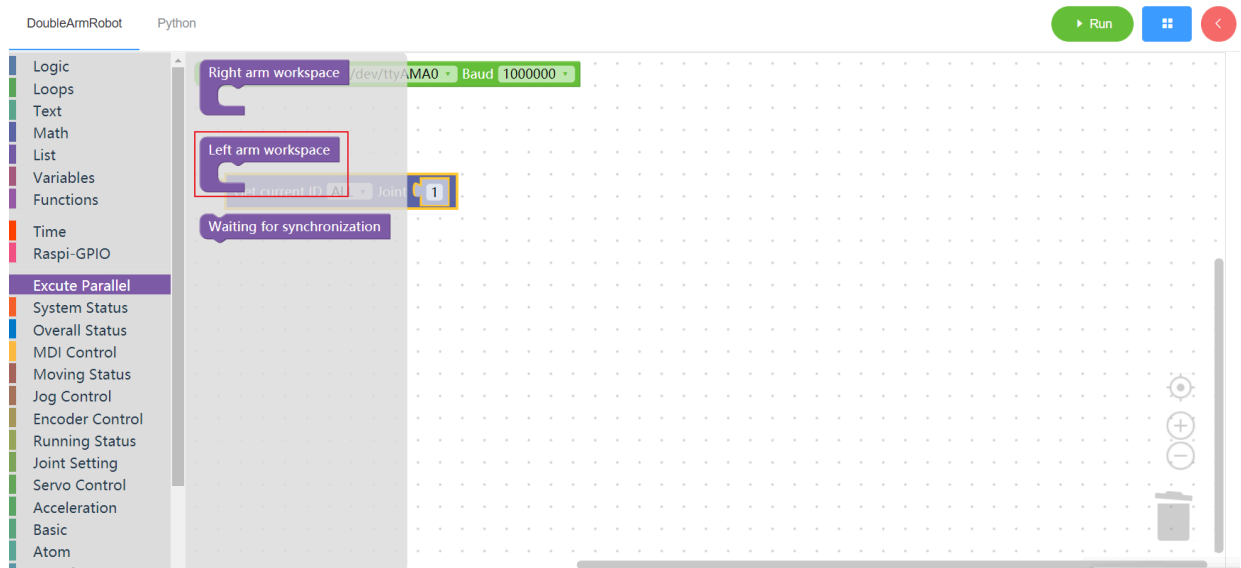 DoubleArmRobot
Python
Run
Logic
Loops
Text
Math
List
Variables
Functions
Time
Raspi-GPIO
Excute Parallel
System Status
Overall Status
MDI Control
Moving Status
Jog Control
Encoder Control
Running Status
Joint Setting
Servo Control
Acceleration
Basic
Atom
Right arm workspace
/dev/ttyAMA0 Baud 1000000
Left arm workspace
current ID ALL Joint 1
Waiting for synchronization